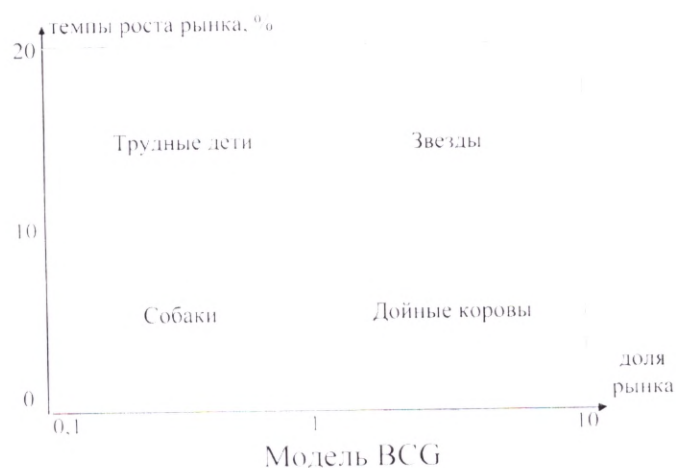 темпы роста рынка, %
20
Трудные дети
Звезды
10
Собаки
Дойные коровы
доля
рынка
0
0,1
1
10
Модель BCG